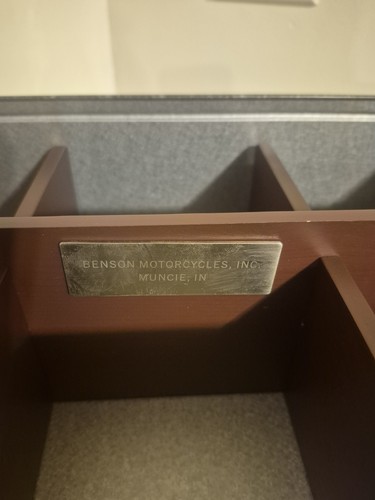 BENSON MOTORCYCLES, INC.
MUNCIE, IN